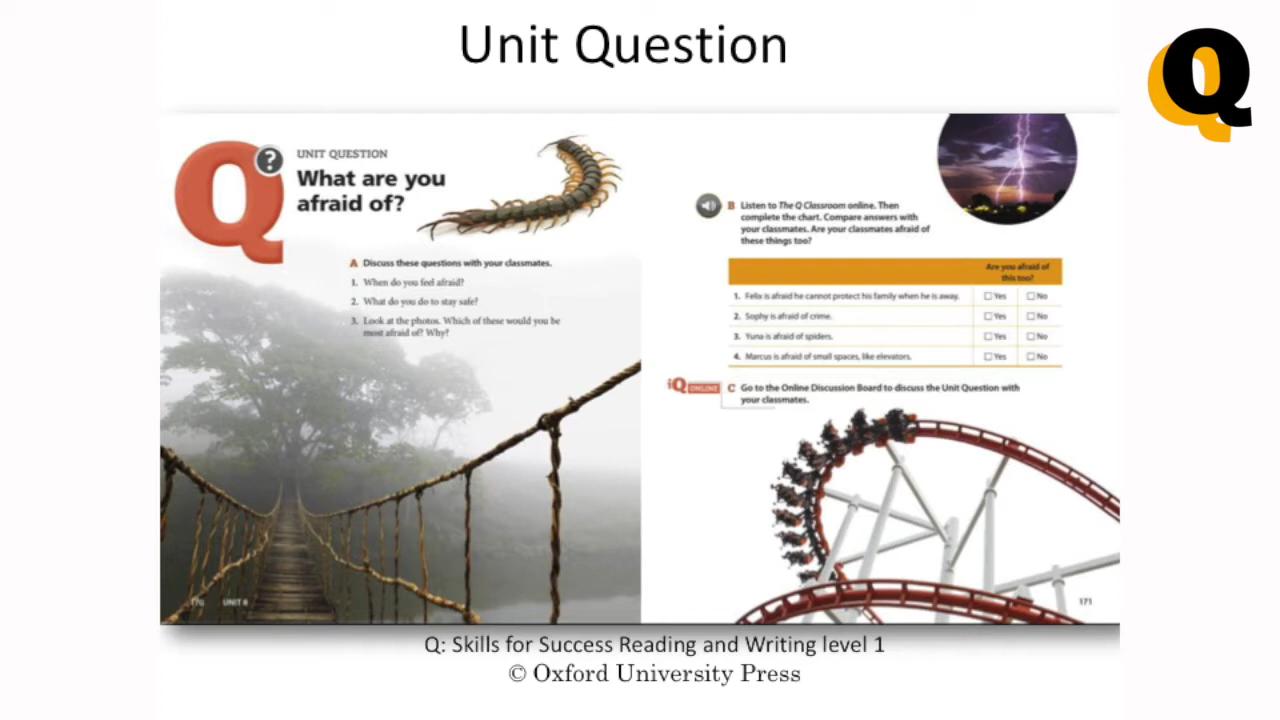 Unit Question
Q
Q
?
UNIT QUESTION
What are you
afraid of?
A Discuss these questions with your classmates.
1. When do you feel afraid?
2. What do you do to stay safe?
3. Look at the photos. Which of these would you be
most afraid of? Why?
176 UNIT 8
B Listen to The Q Classroom online. Then
complete the chart. Compare answers with
your classmates. Are your classmates afraid of
these things too?
Are you afraid of
this too?
1. Felix is afraid he cannot protect his family when he is away. Yes No
2. Sophy is afraid of crime. Yes No
3. Yuna is afraid of spiders. Yes No
4. Marcus is afraid of small spaces, like elevators. Yes No
iQ ONLINE C Go to the Online Discussion Board to discuss the Unit Question with
your classmates.
171
Q: Skills for Success Reading and Writing level 1
© Oxford University Press